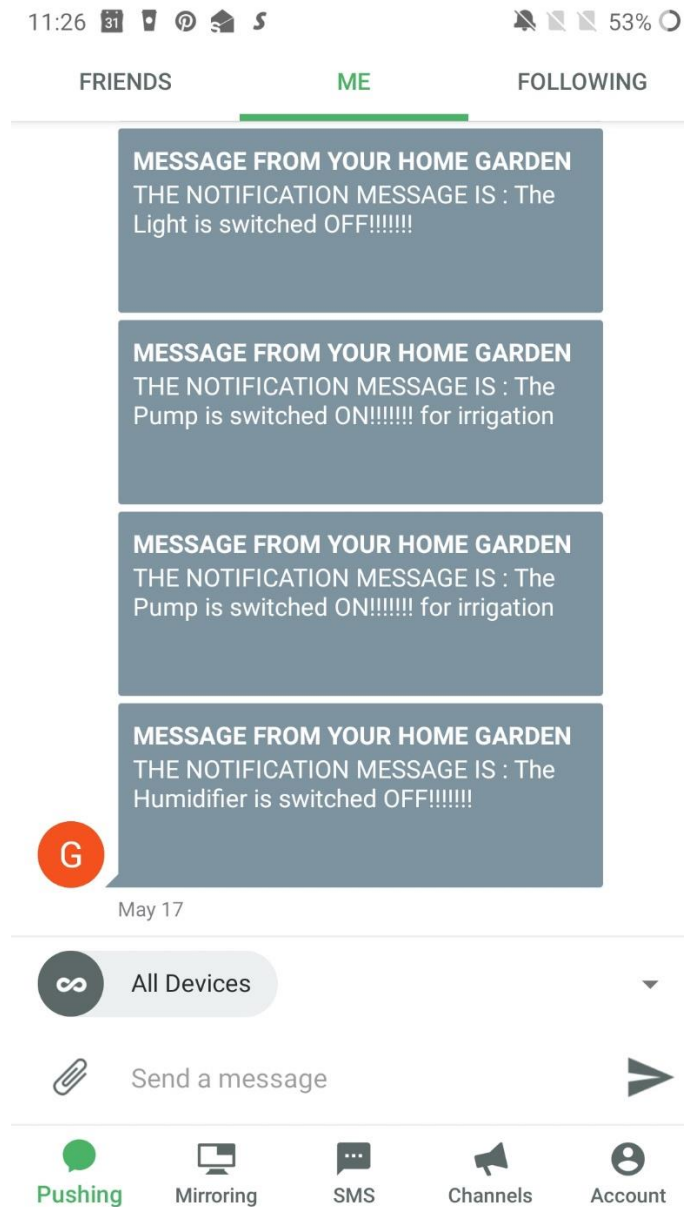 11:26 31 53%
FRIENDS ME FOLLOWING
MESSAGE FROM YOUR HOME GARDEN
THE NOTIFICATION MESSAGE IS : The
Light is switched OFF!!!!!!!
MESSAGE FROM YOUR HOME GARDEN
THE NOTIFICATION MESSAGE IS : The
Pump is switched ON!!!!!!! for irrigation
MESSAGE FROM YOUR HOME GARDEN
THE NOTIFICATION MESSAGE IS : The
Pump is switched ON!!!!!!! for irrigation
MESSAGE FROM YOUR HOME GARDEN
THE NOTIFICATION MESSAGE IS : The
Humidifier is switched OFF!!!!!!!
G
May 17
All Devices
Send a message
Pushing Mirroring SMS Channels Account